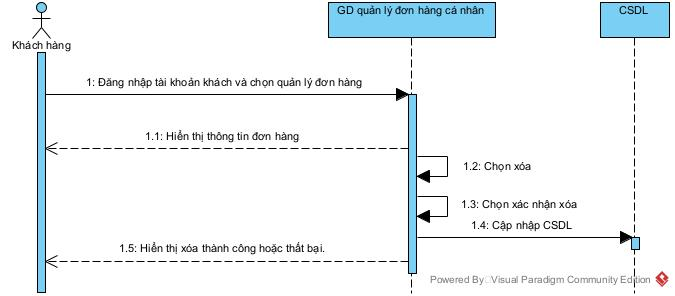 GD quản lý đơn hàng cá nhân
CSDL
Khách hàng
1: Đăng nhập tài khoản khách và chọn quản lý đơn hàng
1.1: Hiển thị thông tin đơn hàng
1.2: Chọn xóa
1.3: Chọn xác nhận xóa
1.4: Cập nhập CSDL
1.5: Hiển thị xóa thành công hoặc thất bại.
Powered By Visual Paradigm Community Edition